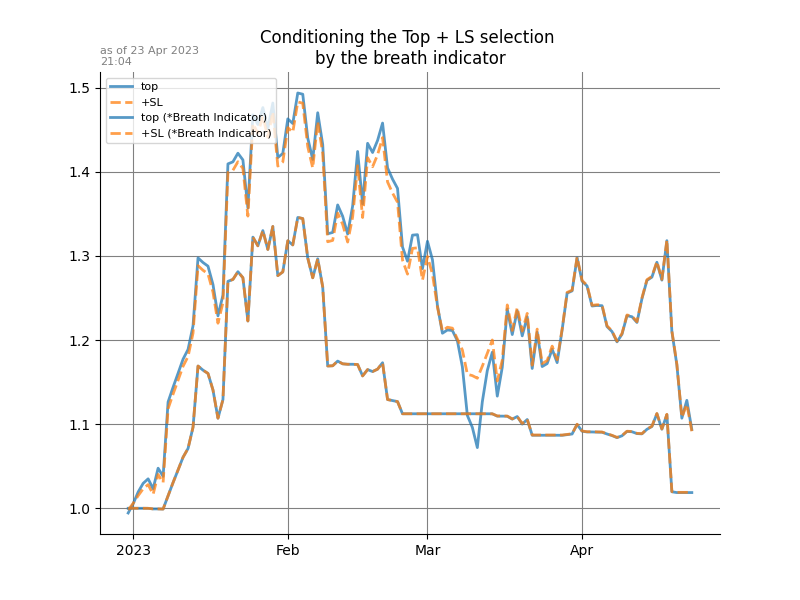 Conditioning the Top + LS selection
by the breath indicator
as of 23 Apr 2023
21:04
top
+SL
top (*Breath Indicator)
+SL (*Breath Indicator)
1.5
1.4
1.3
1.2
1.1
1.0
2023 Feb Mar Apr